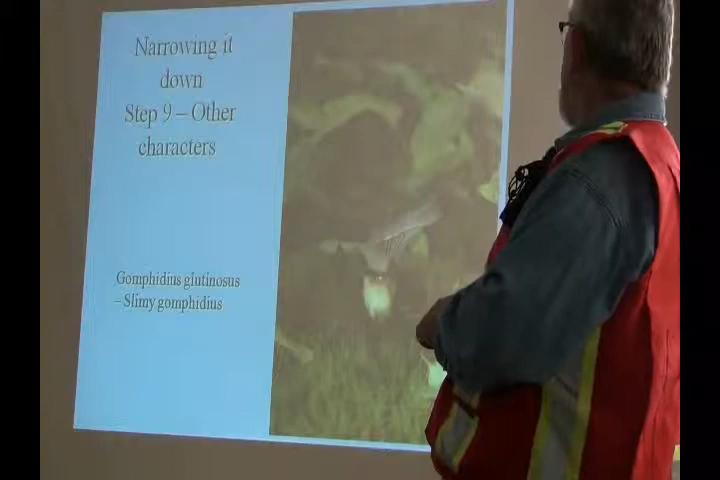 Narrowing it
down
Step 9 – Other
characters
Gomphidius glutinosus
– Slimy gomphidius